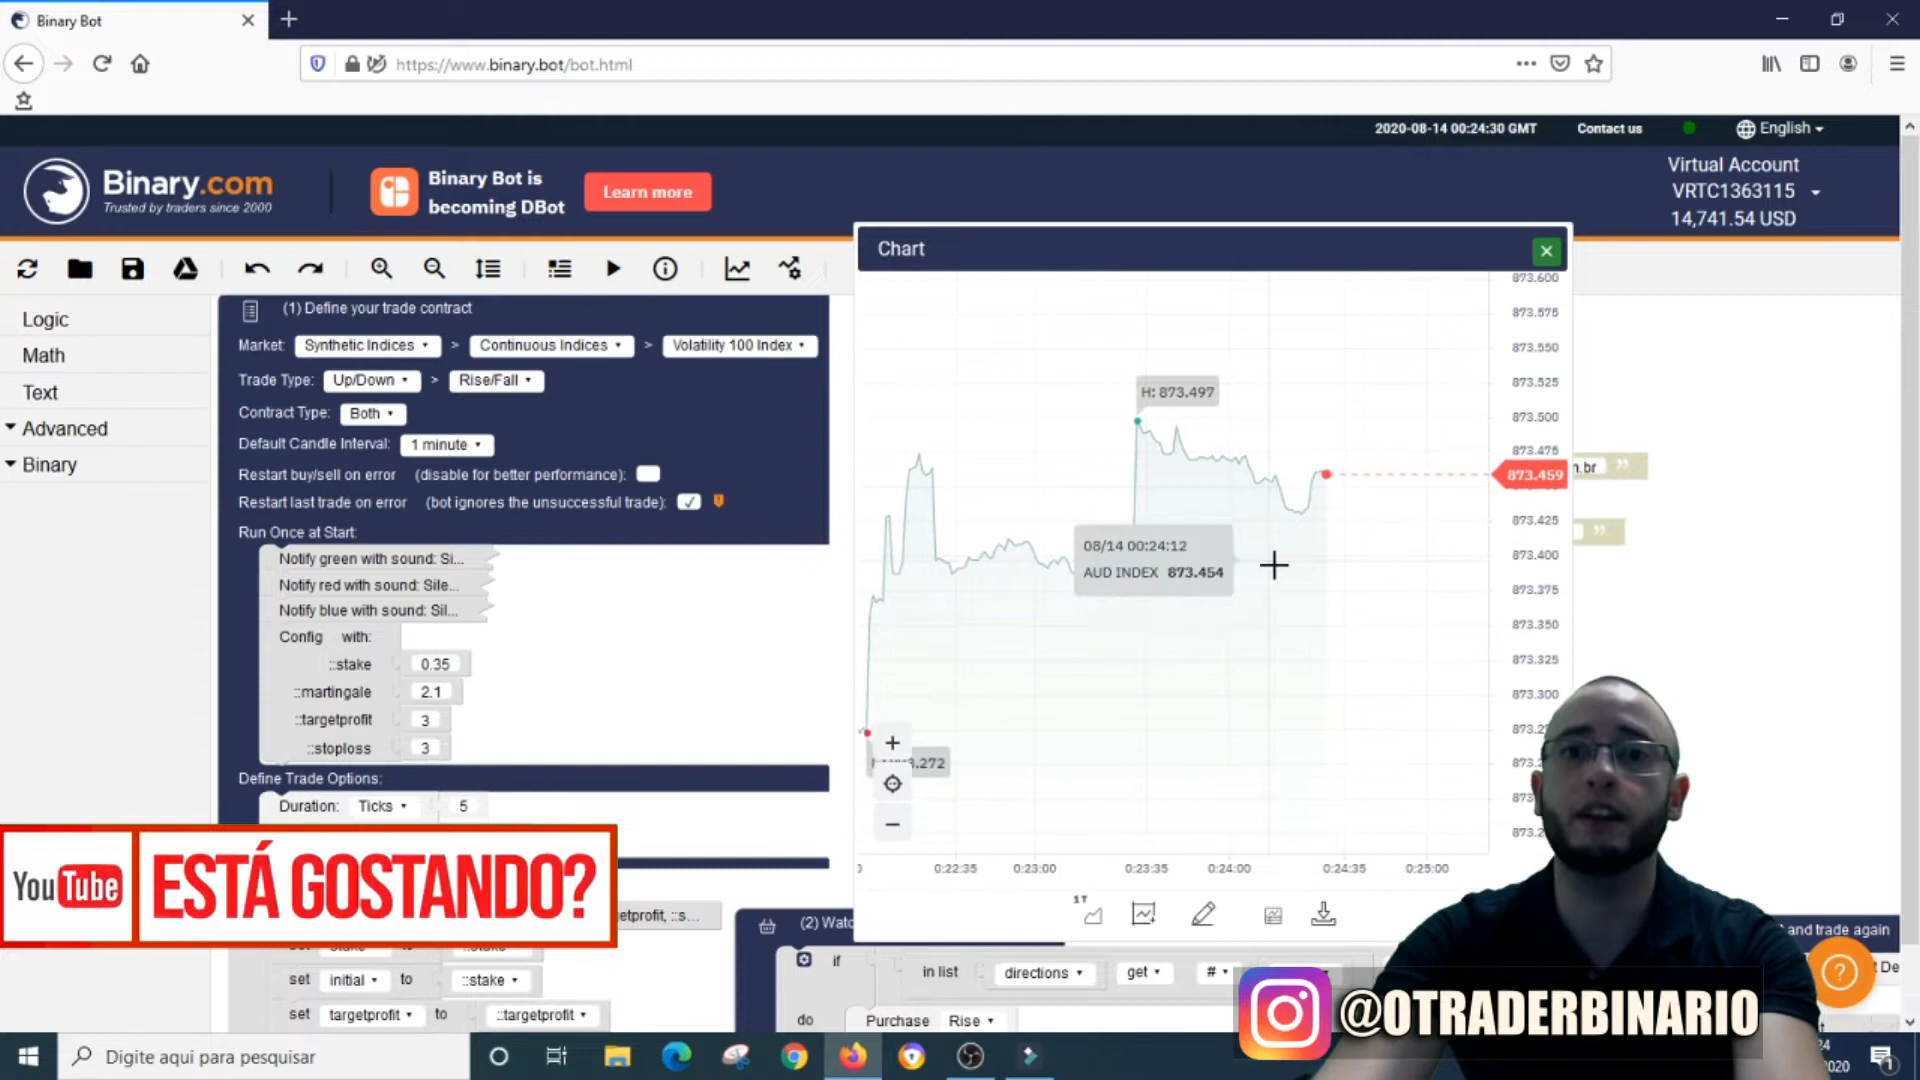 Binary Bot
https://www.binary.bot/bot.html
2020-08-14 00:24:30 GMT
Contact us
English
Binary.com
Trusted by traders since 2000
Binary Bot is
becoming DBot
Learn more
Virtual Account
VRTC1363115
14,741.54 USD
Logic
Math
Text
Advanced
Binary
(1) Define your trade contract
Market: Synthetic Indices > Continuous Indices > Volatility 100 Index
Trade Type: Up/Down > Rise/Fall
Contract Type: Both
Default Candle Interval: 1 minute
Restart buy/sell on error (disable for better performance):
Restart last trade on error (bot ignores the unsuccessful trade):
Run Once at Start:
Notify green with sound: Si...
Notify red with sound: Sile...
Notify blue with sound: Sil...
Config with:
::stake 0.35
::martingale 2.1
::targetprofit 3
::stoploss 3
Define Trade Options:
Duration: Ticks 5
Chart
873.600
873.575
873.550
873.525
873.500
873.475
873.459
873.425
873.400
873.375
873.350
873.325
873.300
H: 873.497
08/14 00:24:12
AUD INDEX 873.454
0:22:35
0:23:00
0:23:35
0:24:00
0:24:35
0:25:00
1T
YouTube
ESTÁ GOSTANDO?
set initial to ::stake
set targetprofit to ::targetprofit
if in list directions get #
do Purchase Rise
and trade again
@OTRADERBINARIO
Digite aqui para pesquisar